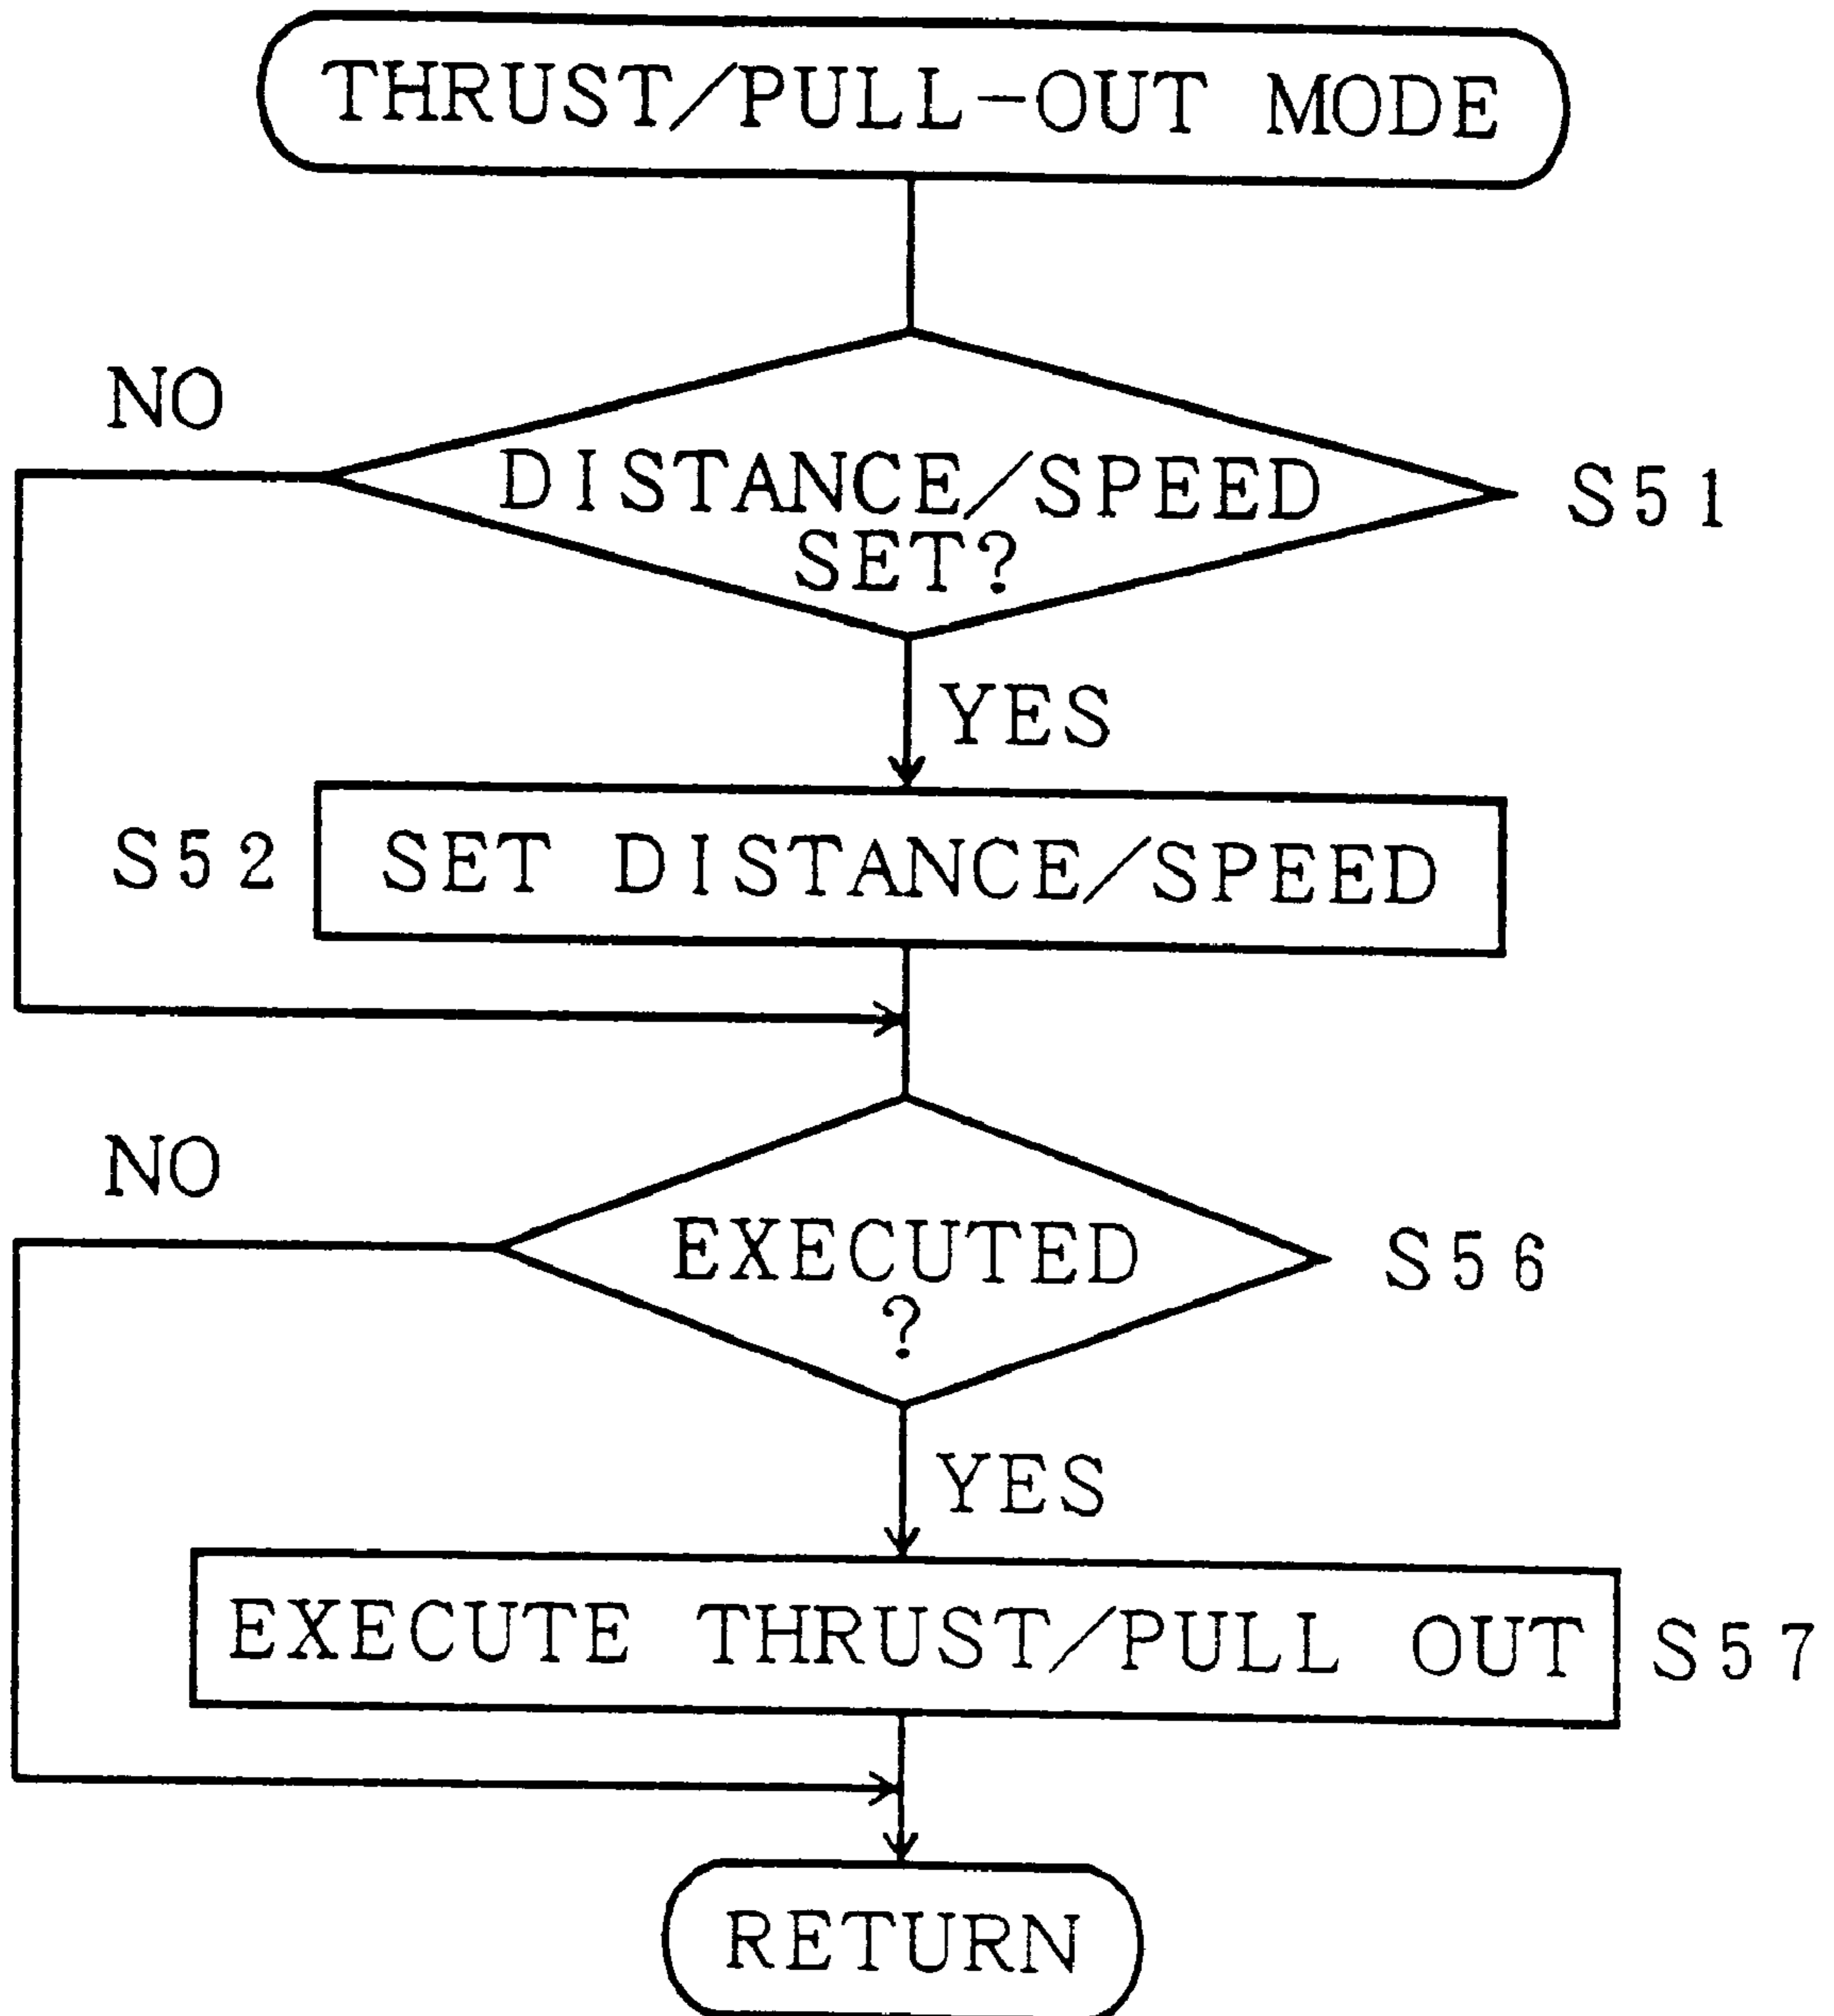 THRUST/PULL-OUT MODE
NO
DISTANCE/SPEED
SET?
S51
YES
S52
SET DISTANCE/SPEED
NO
EXECUTED
?
S56
YES
EXECUTE THRUST/PULL OUT
S57
RETURN